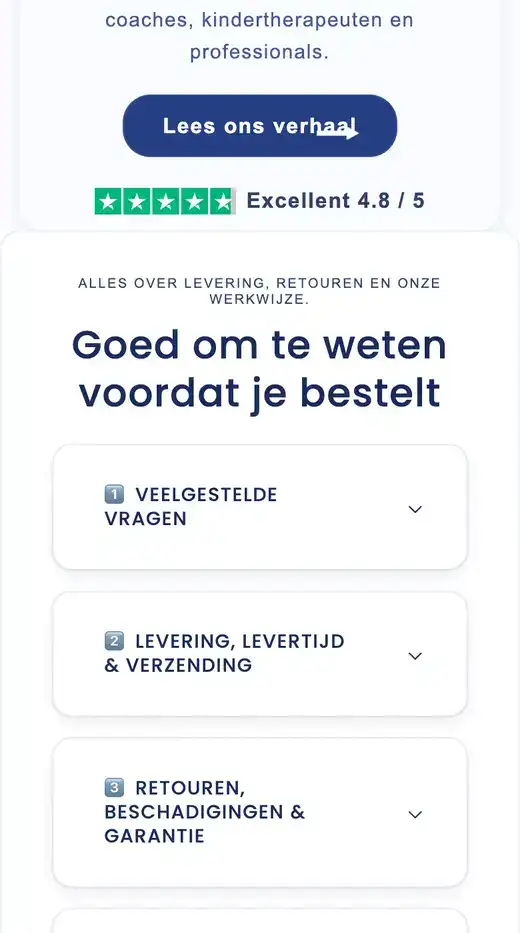 coaches, kindertherapeuten en
professionals.
Lees ons verhaal
Excellent 4.8 / 5
ALLES OVER LEVERING, RETOUREN EN ONZE
WERKWIJZE.
Goed om te weten
voordat je bestelt
1️⃣ VEELGESTELDE
VRAGEN
2️⃣ LEVERING, LEVERTIJD
& VERZENDING
3️⃣ RETOUREN,
BESCHADIGINGEN &
GARANTIE